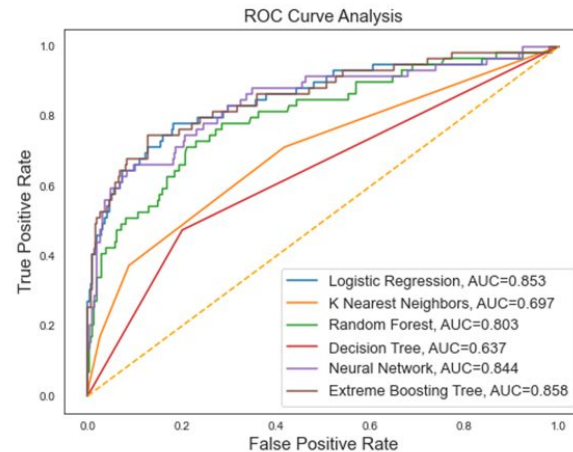 ROC Curve Analysis
True Positive Rate
1.0
0.8
0.6
0.4
0.2
0.0
Logistic Regression, AUC=0.853
K Nearest Neighbors, AUC=0.697
Random Forest, AUC=0.803
Decision Tree, AUC=0.637
Neural Network, AUC=0.844
Extreme Boosting Tree, AUC=0.858
0.0 0.2 0.4 0.6 0.8 1.0
False Positive Rate